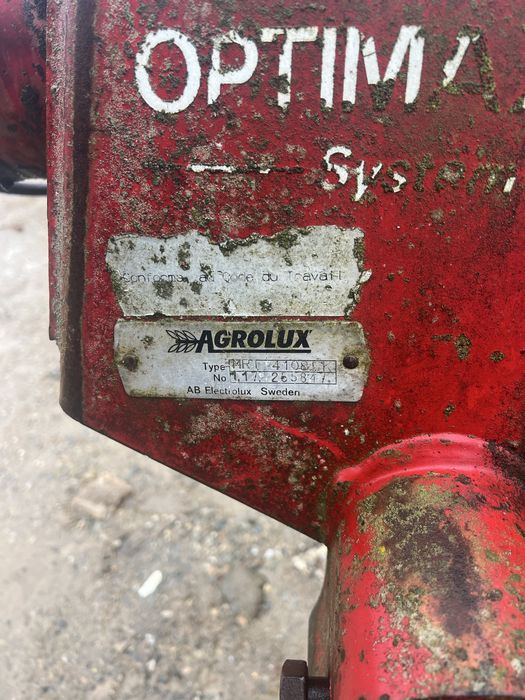 OPTIMA
System
Conforme au Code du Travail
AGROLUX
Type
No
AB Electrolux Sweden